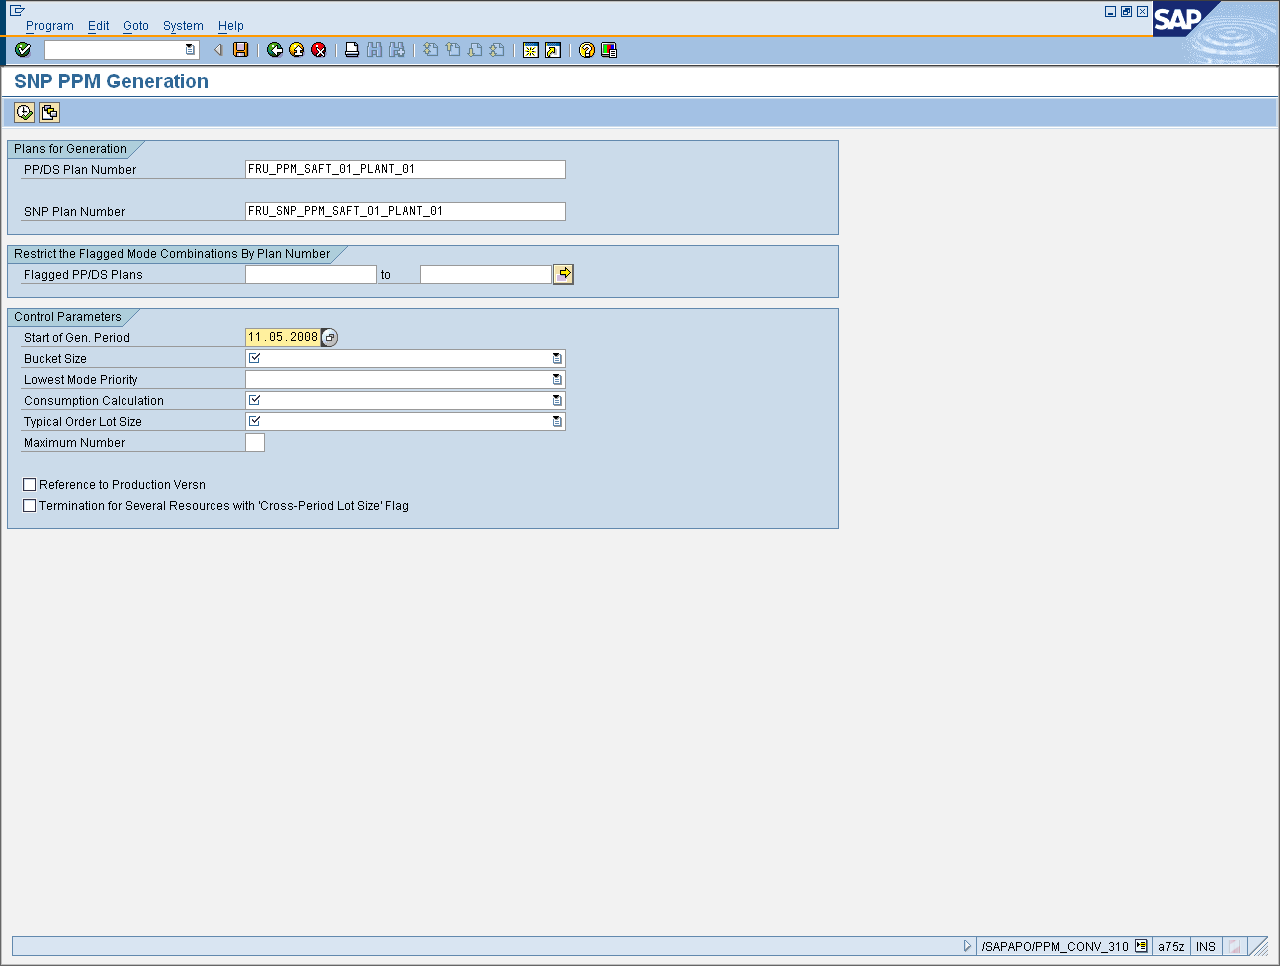 Program Edit Goto System Help
SAP
SNP PPM Generation
Plans for Generation
PP/DS Plan Number FRU_PPM_SAFT_01_PLANT_01
SNP Plan Number FRU_SNP_PPM_SAFT_01_PLANT_01
Restrict the Flagged Mode Combinations By Plan Number
Flagged PP/DS Plans to
Control Parameters
Start of Gen. Period 11.05.2008
Bucket Size
Lowest Mode Priority
Consumption Calculation
Typical Order Lot Size
Maximum Number
Reference to Production Versn
Termination for Several Resources with 'Cross-Period Lot Size' Flag
/SAPAPO/PPM_CONV_310 a75z INS